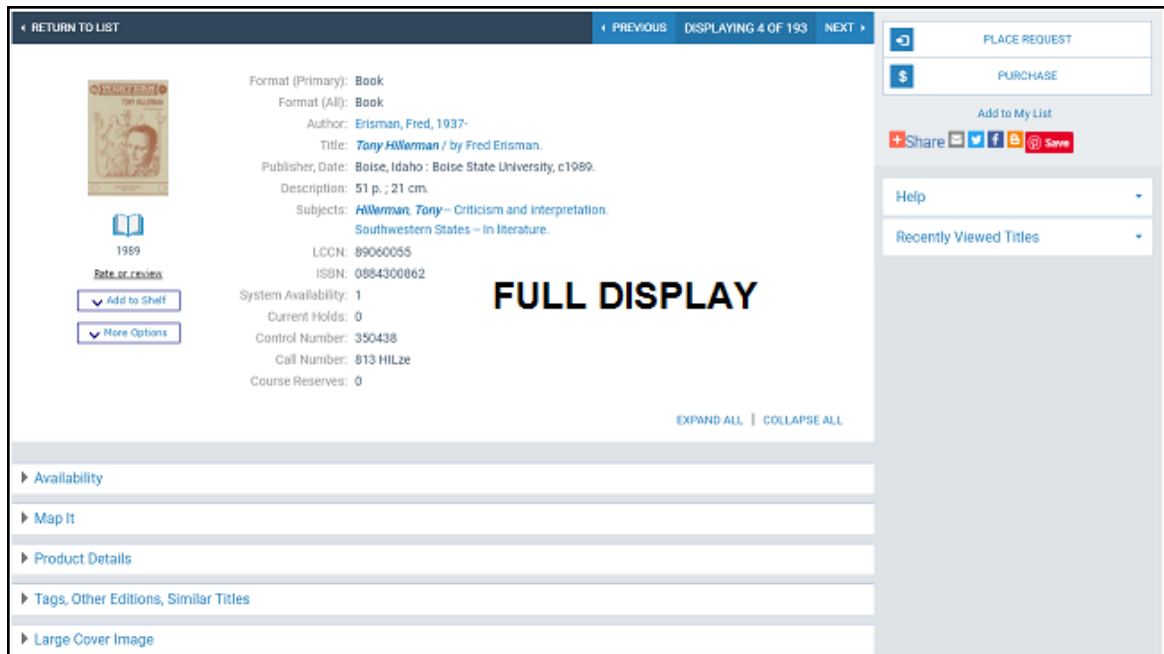 RETURN TO LIST
PREVIOUS DISPLAYING 4 OF 193 NEXT
TONY HILLERMAN
1989
Rate or review
Add to Shelf
More Options
Format (Primary): Book
Format (All): Book
Author: Erisman, Fred, 1937-
Title: Tony Hillerman / by Fred Erisman.
Publisher, Date: Boise, Idaho : Boise State University, c1989.
Description: 51 p. ; 21 cm.
Subjects: Hillerman, Tony -- Criticism and interpretation.
Southwestern States -- In literature.
LCCN: 89060055
ISBN: 0884300862
System Availability: 1
Current Holds: 0
Control Number: 350438
Call Number: 813 HILze
Course Reserves: 0
FULL DISPLAY
EXPAND ALL | COLLAPSE ALL
Availability
Map It
Product Details
Tags, Other Editions, Similar Titles
Large Cover Image
PLACE REQUEST
$ PURCHASE
Add to My List
Share Save
Help
Recently Viewed Titles